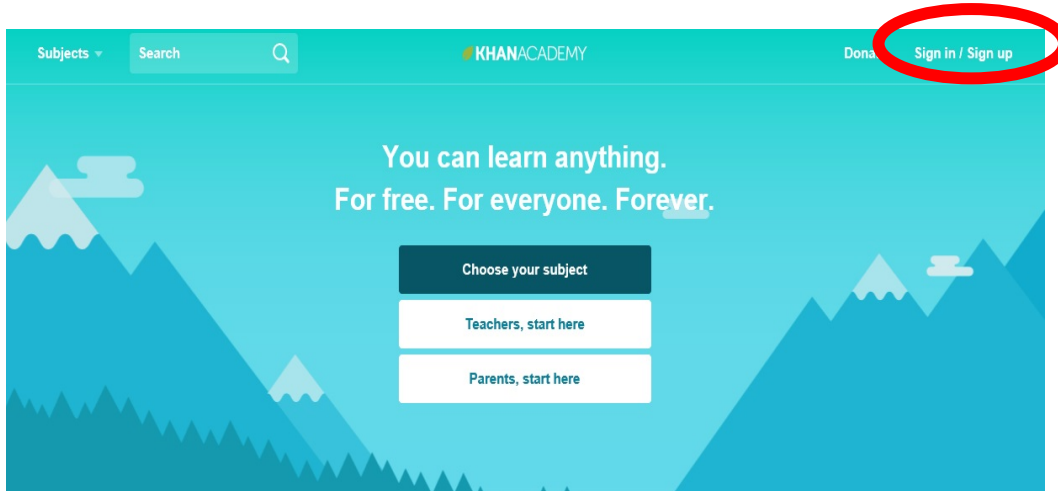 Subjects
Search
KHANACADEMY
Sign in / Sign up
You can learn anything.
For free. For everyone. Forever.
Choose your subject
Teachers, start here
Parents, start here